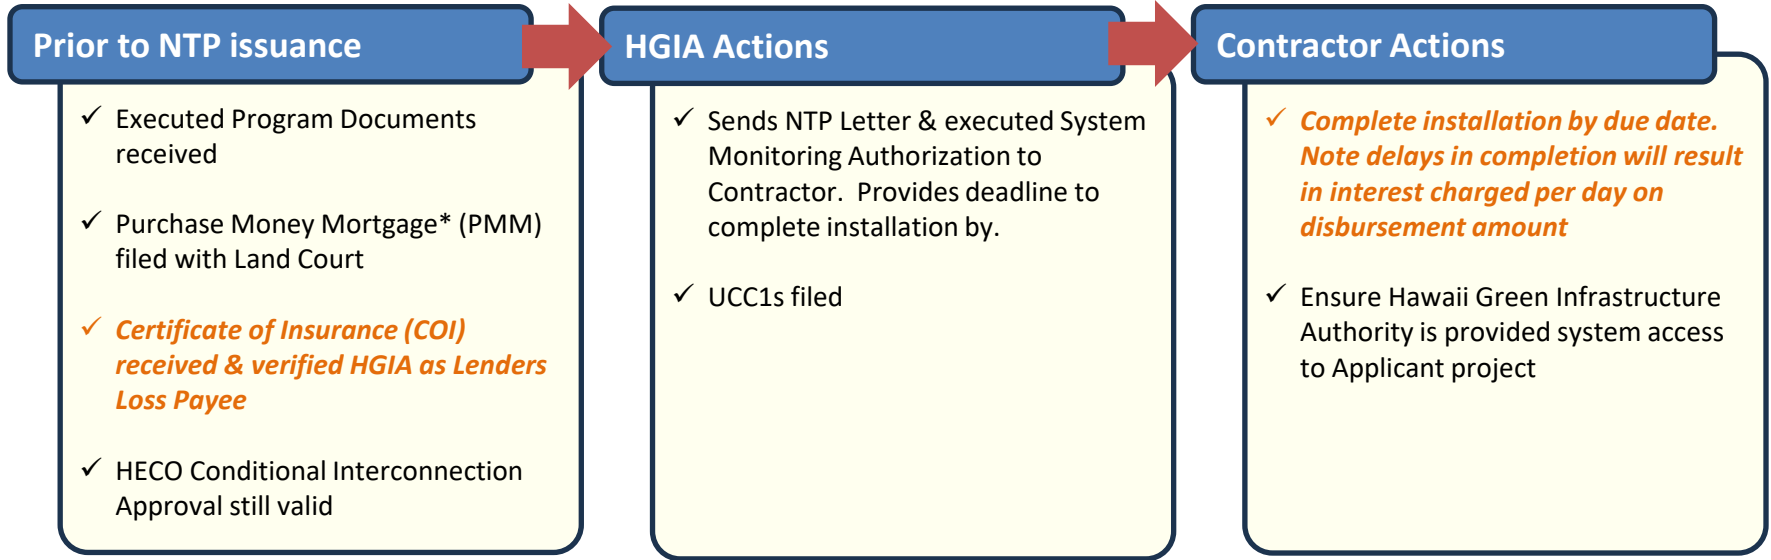 Prior to NTP issuance
✓ Executed Program Documents
received
✓ Purchase Money Mortgage* (PMM)
filed with Land Court
✓ Certificate of Insurance (COI)
received & verified HGIA as Lenders
Loss Payee
✓ HECO Conditional Interconnection
Approval still valid
HGIA Actions
✓ Sends NTP Letter & executed System
Monitoring Authorization to
Contractor.  Provides deadline to
complete installation by.
✓ UCC1s filed
Contractor Actions
✓ Complete installation by due date.
Note delays in completion will result
in interest charged per day on
disbursement amount
✓ Ensure Hawaii Green Infrastructure
Authority is provided system access
to Applicant project